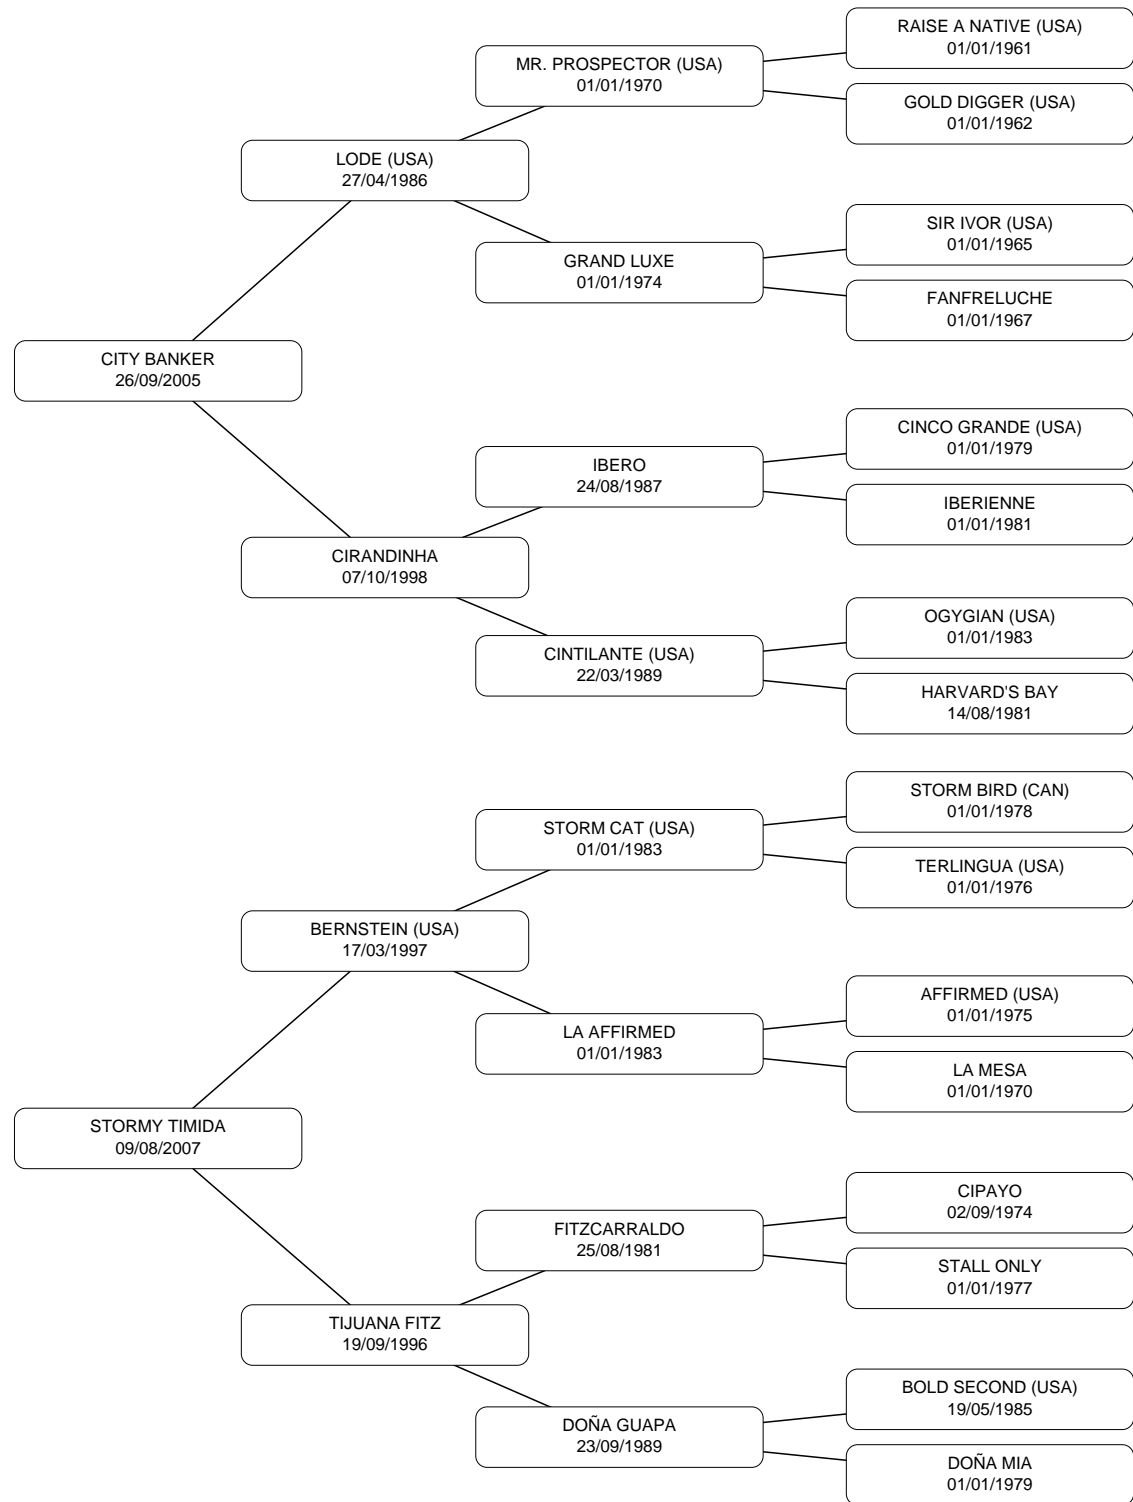 RAISE A NATIVE (USA)
01/01/1961
MR. PROSPECTOR (USA)
01/01/1970
GOLD DIGGER (USA)
01/01/1962
LODE (USA)
27/04/1986
SIR IVOR (USA)
01/01/1965
GRAND LUXE
01/01/1974
FANFRELUCHE
01/01/1967
CITY BANKER
26/09/2005
CINCO GRANDE (USA)
01/01/1979
IBERO
24/08/1987
IBERIENNE
01/01/1981
CIRANDINHA
07/10/1998
OGYGIAN (USA)
01/01/1983
CINTILANTE (USA)
22/03/1989
HARVARD'S BAY
14/08/1981
STORM BIRD (CAN)
01/01/1978
STORM CAT (USA)
01/01/1983
TERLINGUA (USA)
01/01/1976
BERNSTEIN (USA)
17/03/1997
AFFIRMED (USA)
01/01/1975
LA AFFIRMED
01/01/1983
LA MESA
01/01/1970
STORMY TIMIDA
09/08/2007
CIPAYO
02/09/1974
FITZCARRALDO
25/08/1981
STALL ONLY
01/01/1977
TIJUANA FITZ
19/09/1996
BOLD SECOND (USA)
19/05/1985
DOÑA GUAPA
23/09/1989
DOÑA MIA
01/01/1979